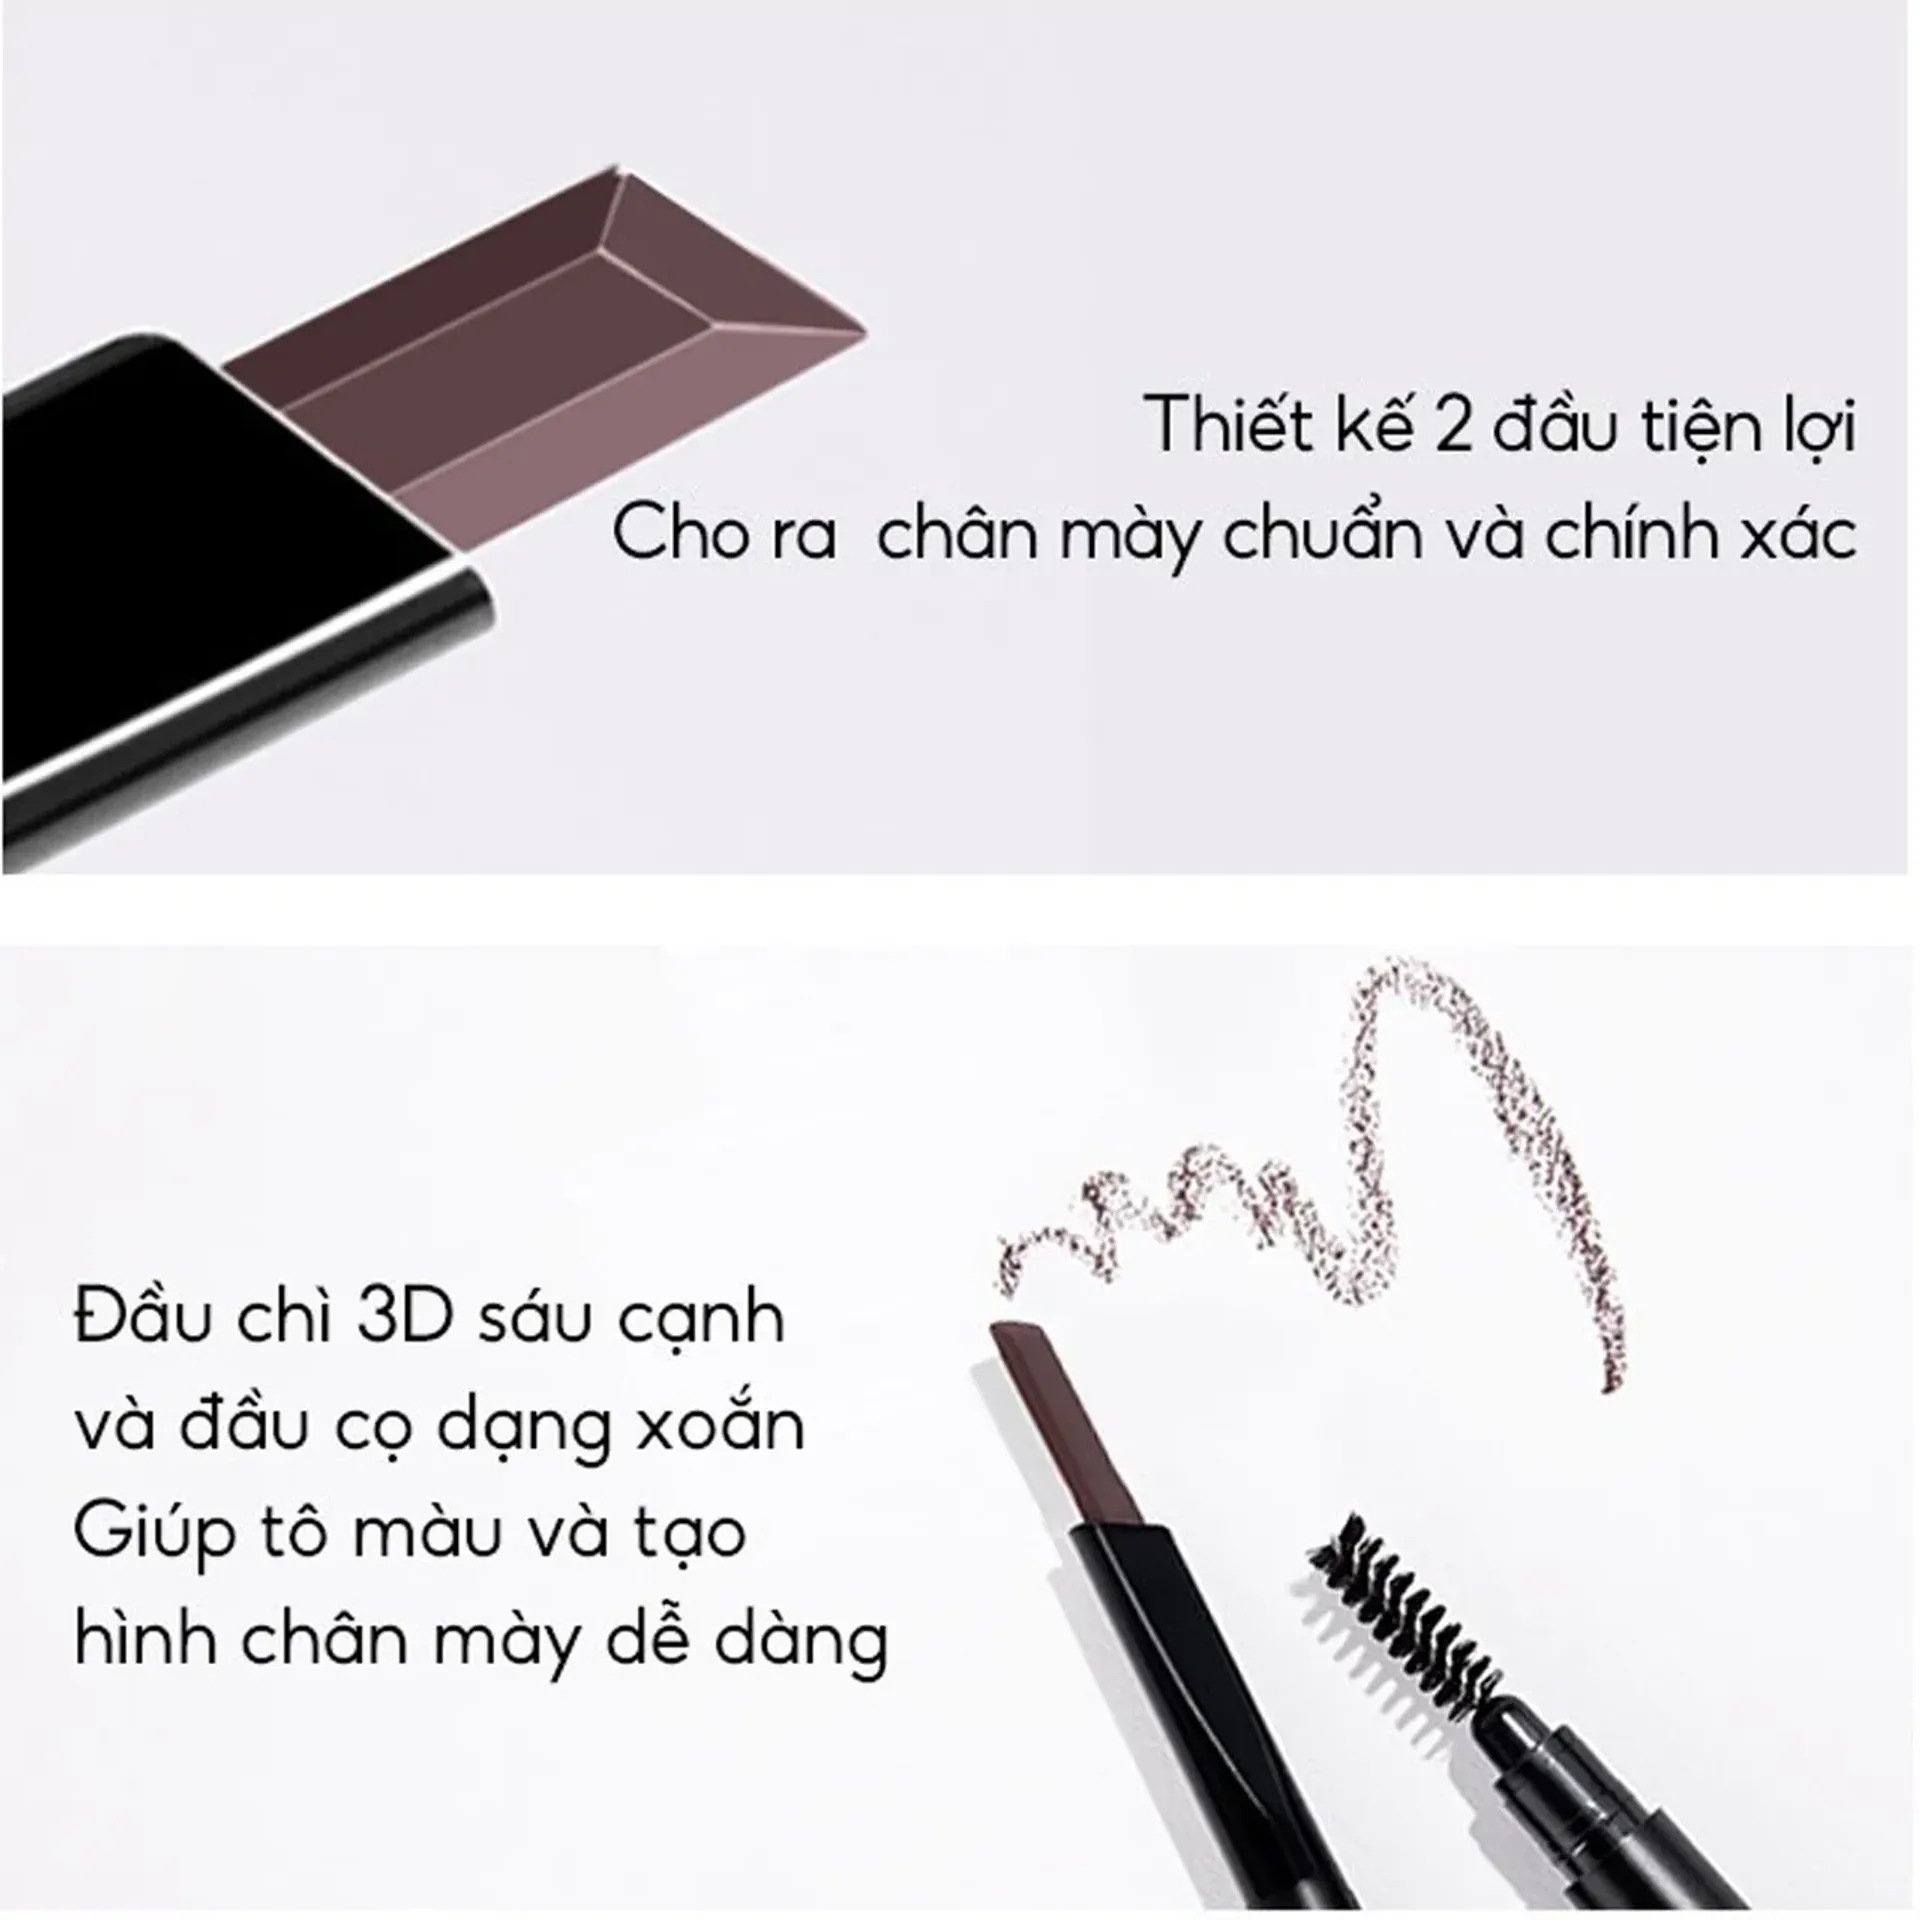 Thiết kế 2 đầu tiện lợi
Cho ra chân mày chuẩn và chính xác
Đầu chì 3D sáu cạnh
và đầu cọ dạng xoắn
Giúp tô màu và tạo
hình chân mày dễ dàng